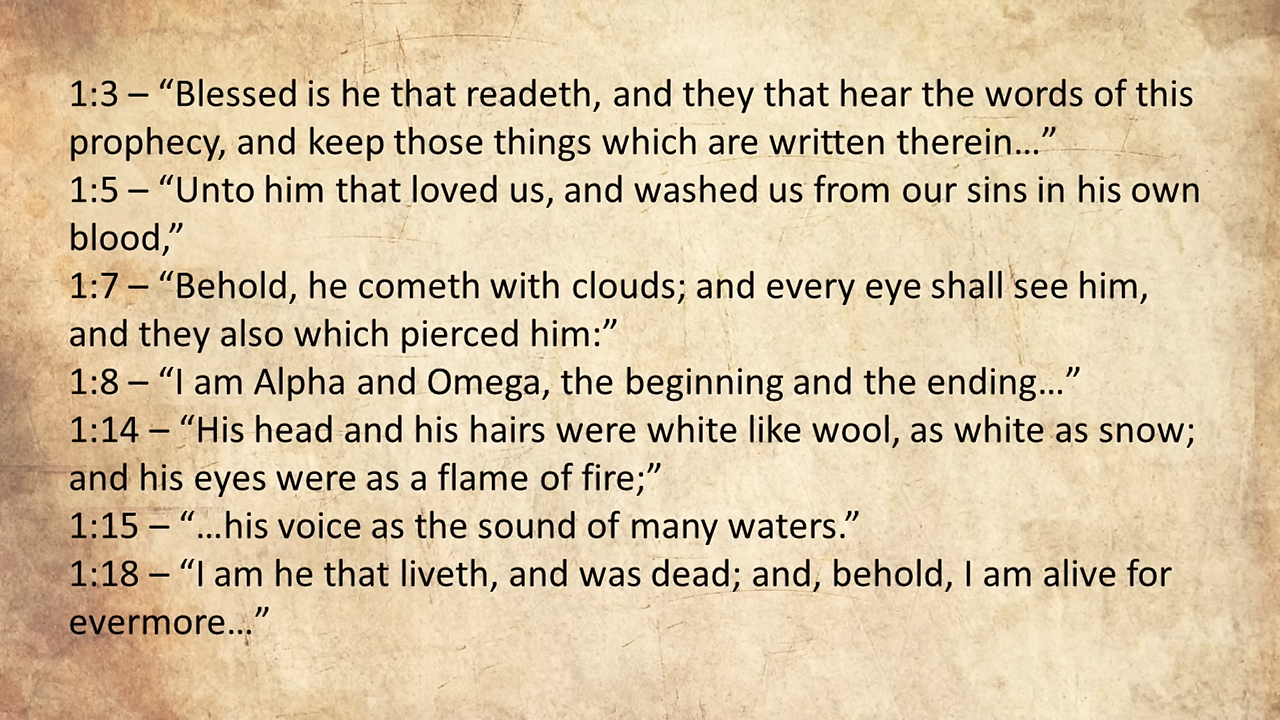 1:3 – “Blessed is he that readeth, and they that hear the words of this
prophecy, and keep those things which are written therein…”
1:5 – “Unto him that loved us, and washed us from our sins in his own
blood,”
1:7 – “Behold, he cometh with clouds; and every eye shall see him,
and they also which pierced him:”
1:8 – “I am Alpha and Omega, the beginning and the ending…”
1:14 – “His head and his hairs were white like wool, as white as snow;
and his eyes were as a flame of fire;”
1:15 – “…his voice as the sound of many waters.”
1:18 – “I am he that liveth, and was dead; and, behold, I am alive for
evermore…”